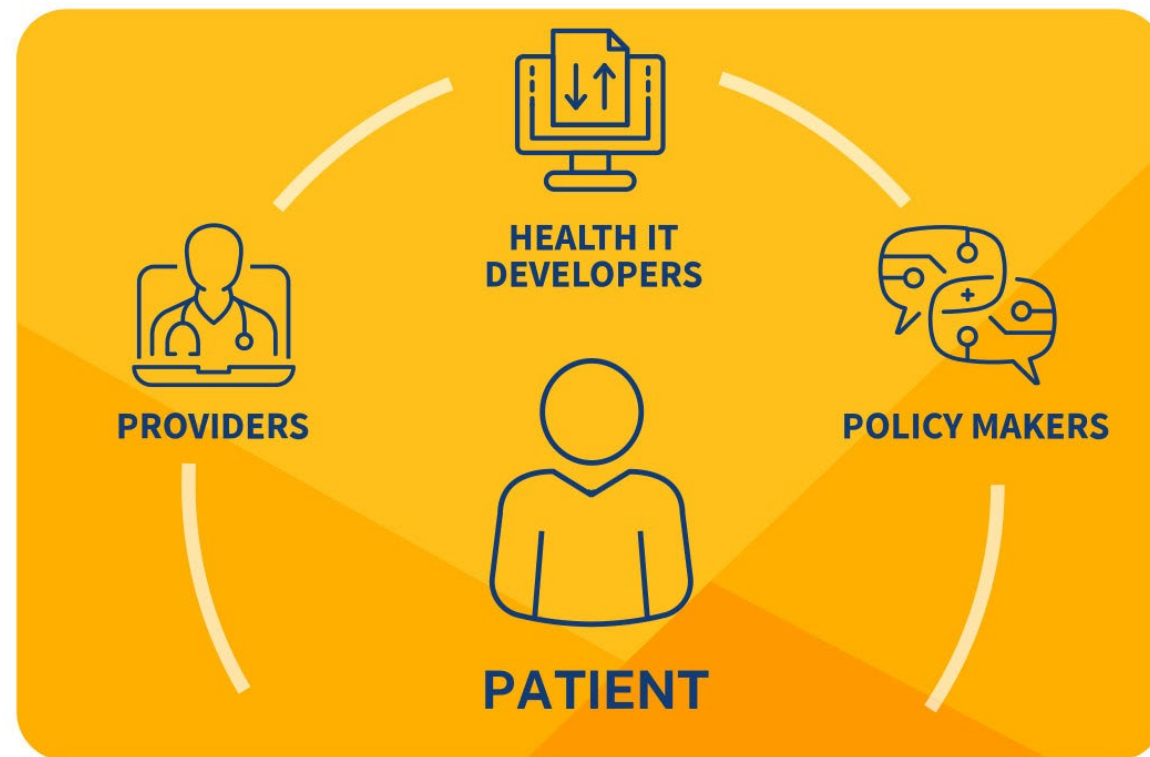 HEALTH IT
DEVELOPERS
PROVIDERS
POLICY MAKERS
PATIENT